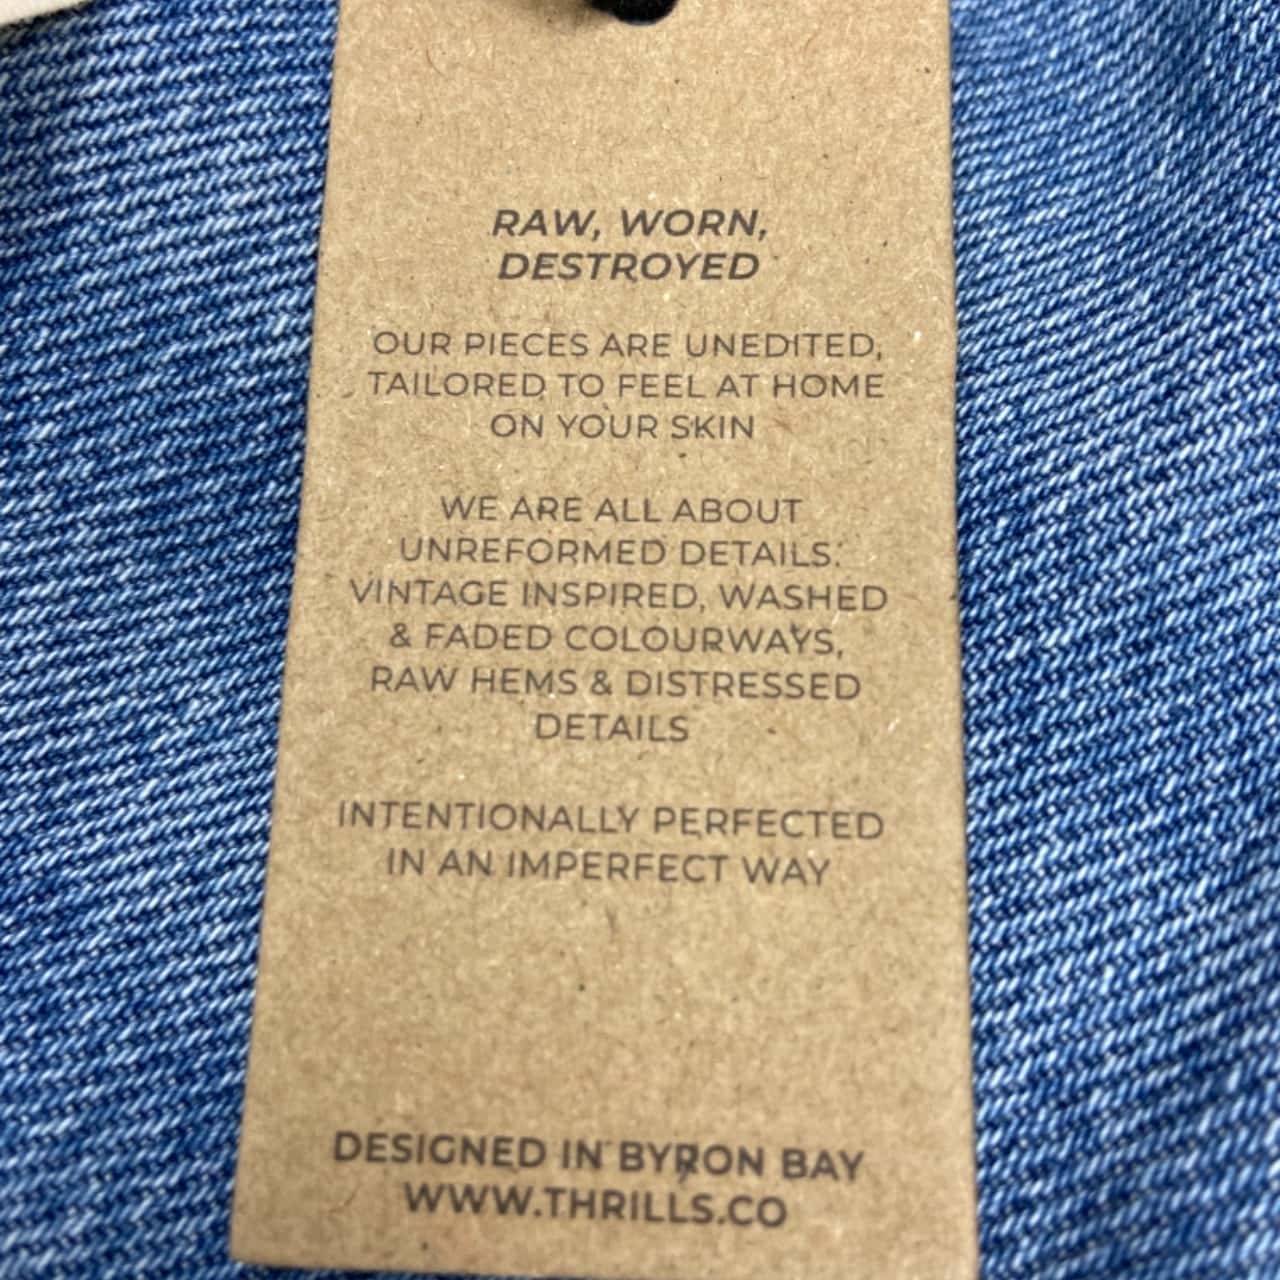 RAW, WORN,
DESTROYED
OUR PIECES ARE UNEDITED,
TAILORED TO FEEL AT HOME
ON YOUR SKIN
WE ARE ALL ABOUT
UNREFORMED DETAILS.
VINTAGE INSPIRED, WASHED
& FADED COLOURWAYS,
RAW HEMS & DISTRESSED
DETAILS
INTENTIONALLY PERFECTED
IN AN IMPERFECT WAY
DESIGNED IN BYRON BAY
WWW.THRILLS.CO